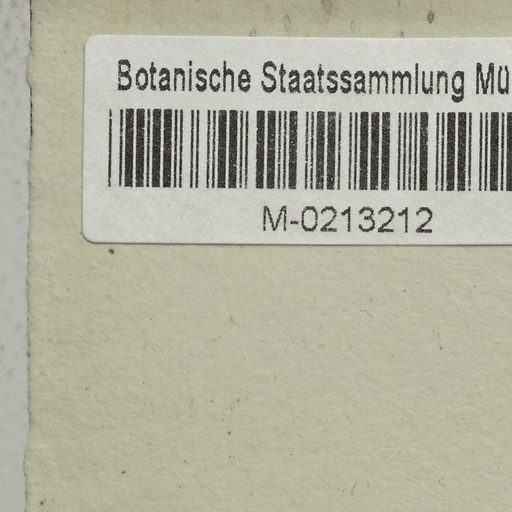 Botanische Staatssammlung Mü
M-0213212